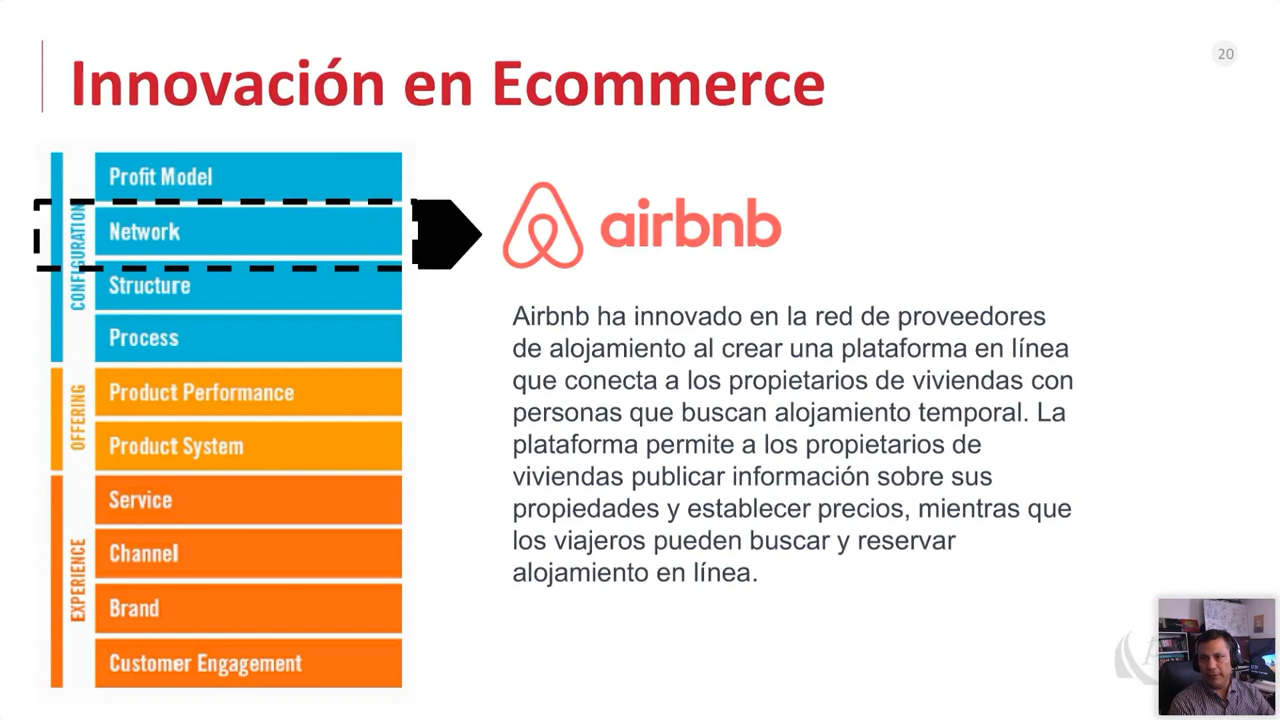 20
Innovación en Ecommerce
CONFIGURATION
Profit Model
Network
Structure
Process
OFFERING
Product Performance
Product System
EXPERIENCE
Service
Channel
Brand
Customer Engagement
airbnb
Airbnb ha innovado en la red de proveedores
de alojamiento al crear una plataforma en línea
que conecta a los propietarios de viviendas con
personas que buscan alojamiento temporal. La
plataforma permite a los propietarios de
viviendas publicar información sobre sus
propiedades y establecer precios, mientras que
los viajeros pueden buscar y reservar
alojamiento en línea.